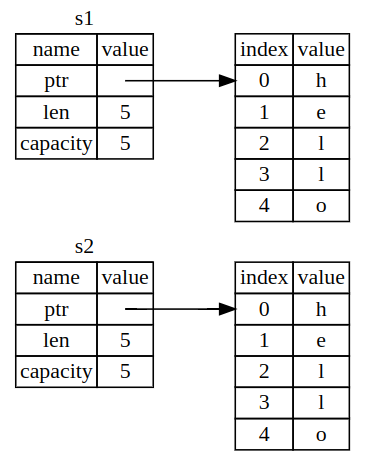 s1
name value
ptr
len 5
capacity 5
index value
0 h
1 e
2 l
3 l
4 o
s2
name value
ptr
len 5
capacity 5
index value
0 h
1 e
2 l
3 l
4 o